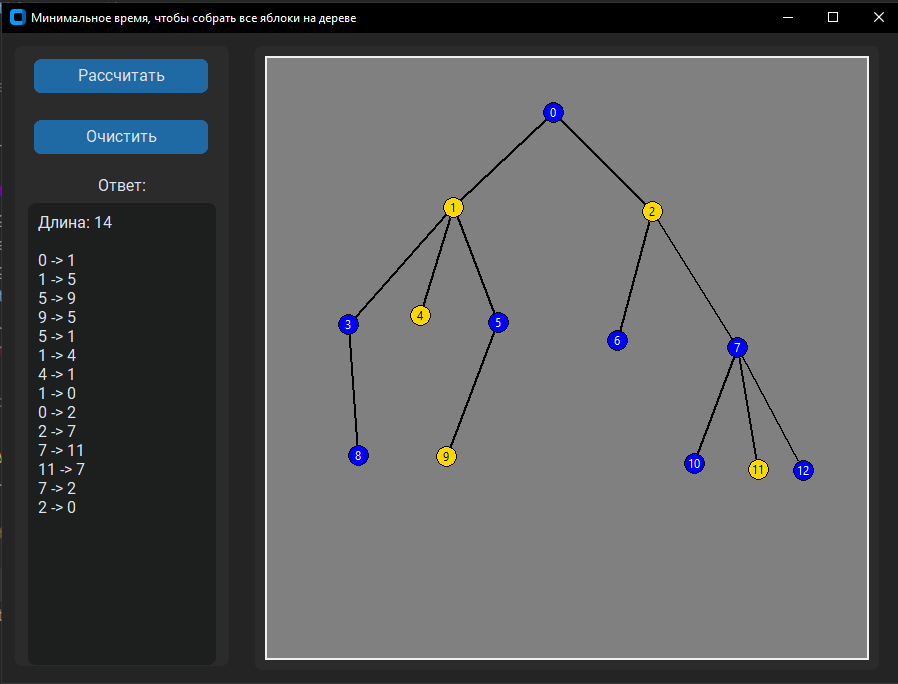 Минимальное время, чтобы собрать все яблоки на дереве
Рассчитать
Очистить
Ответ:
Длина: 14
0 -> 1
1 -> 5
5 -> 9
9 -> 5
5 -> 1
1 -> 4
4 -> 1
1 -> 0
0 -> 2
2 -> 7
7 -> 11
11 -> 7
7 -> 2
2 -> 0
0
1
2
3
4
5
6
7
8
9
10
11
12